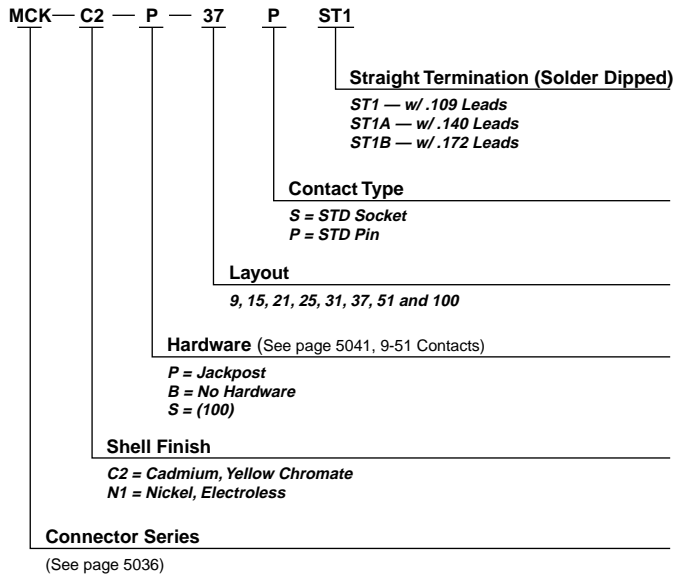 MCK — C2 — P — 37 P ST1
Straight Termination (Solder Dipped)
ST1 — w/ .109 Leads
ST1A — w/ .140 Leads
ST1B — w/ .172 Leads
Contact Type
S = STD Socket
P = STD Pin
Layout
9, 15, 21, 25, 31, 37, 51 and 100
Hardware (See page 5041, 9-51 Contacts)
P = Jackpost
B = No Hardware
S = (100)
Shell Finish
C2 = Cadmium, Yellow Chromate
N1 = Nickel, Electroless
Connector Series
(See page 5036)